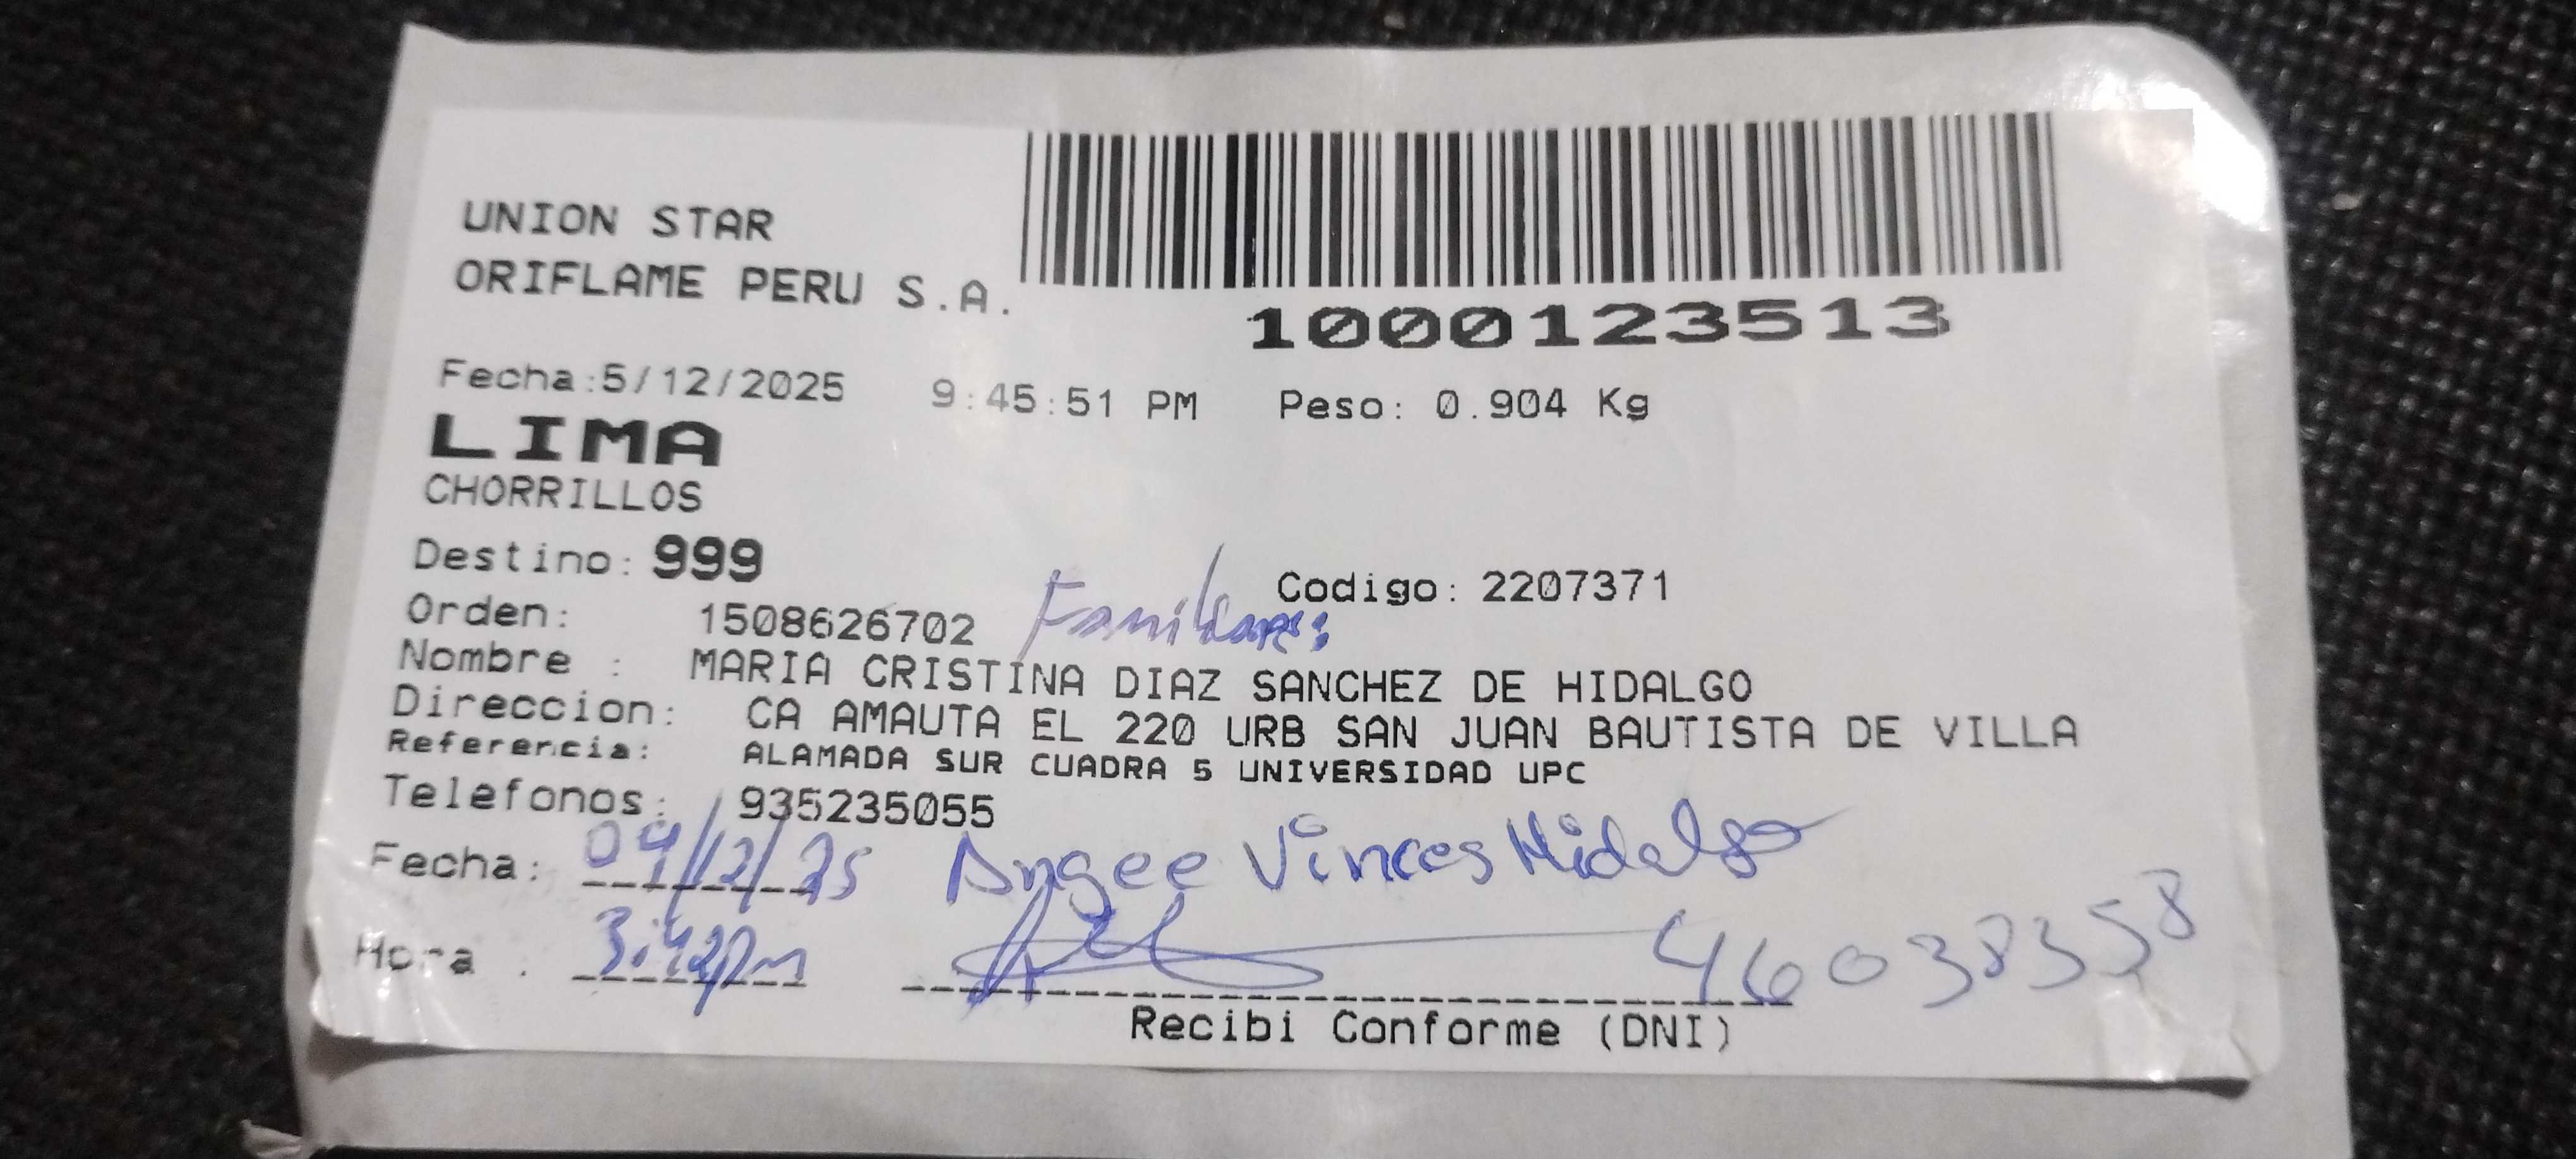 UNION STAR
ORIFLAME PERU S.A.
1000123513
Fecha:5/12/2025 9:45:51 PM Peso: 0.904 Kg
LIMA
CHORRILLOS
Destino: 999 Codigo: 2207371
Orden: 1508626702 Familiares:
Nombre : MARIA CRISTINA DIAZ SANCHEZ DE HIDALGO
Direccion: CA AMAUTA EL 220 URB SAN JUAN BAUTISTA DE VILLA
Referencia: ALAMADA SUR CUADRA 5 UNIVERSIDAD UPC
Telefonos: 935235055
Fecha: 09/12/25 Angee Vinces Hidalgo
Hora : 3:42pm 46038358
Recibi Conforme (DNI)